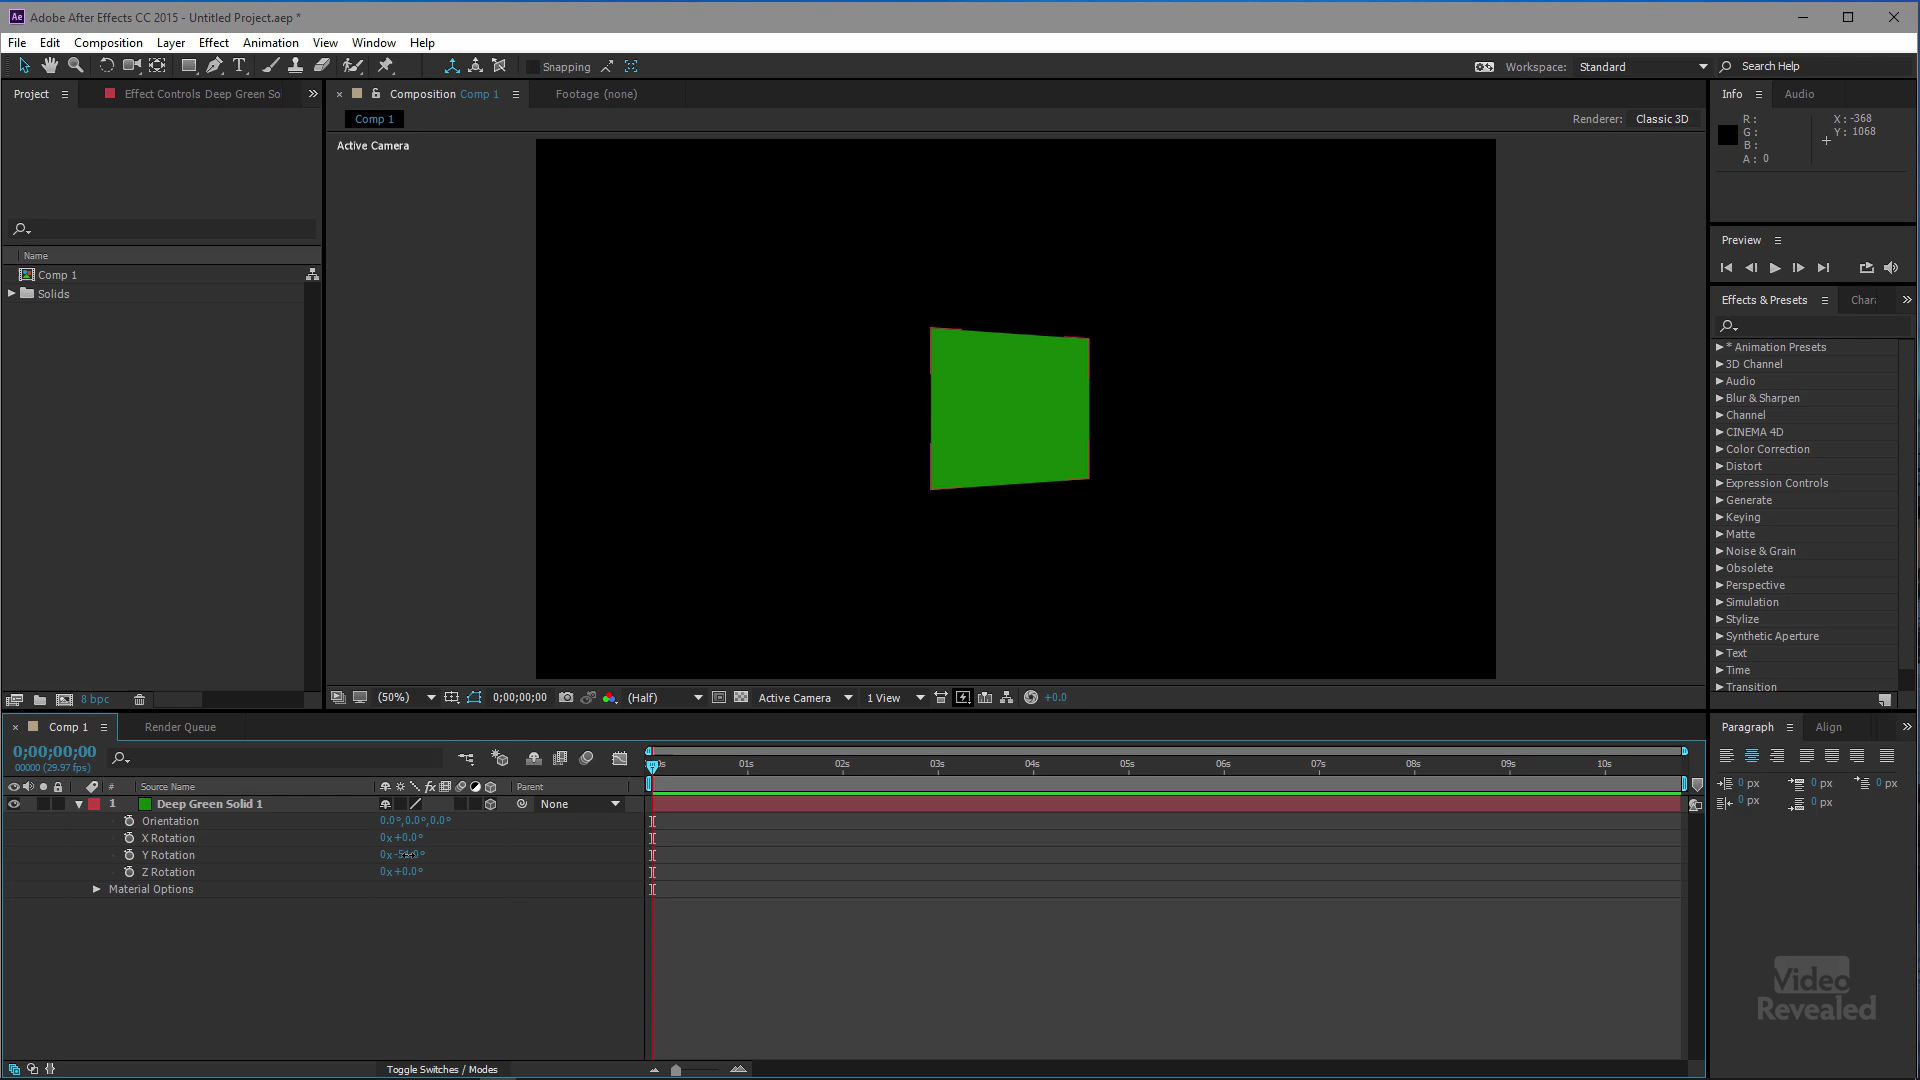 Ae Adobe After Effects CC 2015 - Untitled Project.aep *
File Edit Composition Layer Effect Animation View Window Help
T Snapping Workspace: Standard Search Help
Project Effect Controls Deep Green So
Composition Comp 1 Footage (none)
Info Audio
Comp 1 Renderer: Classic 3D
R : X : -368
G : Y : 1068
B :
A : 0
Active Camera
Preview
Name
Comp 1
Solids
Effects & Presets Chara
* Animation Presets
3D Channel
Audio
Blur & Sharpen
Channel
CINEMA 4D
Color Correction
Distort
Expression Controls
Generate
Keying
Matte
Noise & Grain
Obsolete
Perspective
Simulation
Stylize
Synthetic Aperture
Text
Time
Transition
8 bpc (50%) 0;00;00;00 (Half) Active Camera 1 View +0.0
Comp 1 Render Queue
Paragraph Align
0;00;00;00
00000 (29.97 fps)
01s 02s 03s 04s 05s 06s 07s 08s 09s 10s
# Source Name fx Parent
0 px 0 px 0 px
0 px 0 px
1 Deep Green Solid 1 None
Orientation 0.0°,0.0°,0.0°
X Rotation 0x+0.0°
Y Rotation
Z Rotation 0x+0.0°
Material Options
Toggle Switches / Modes
Video
Revealed